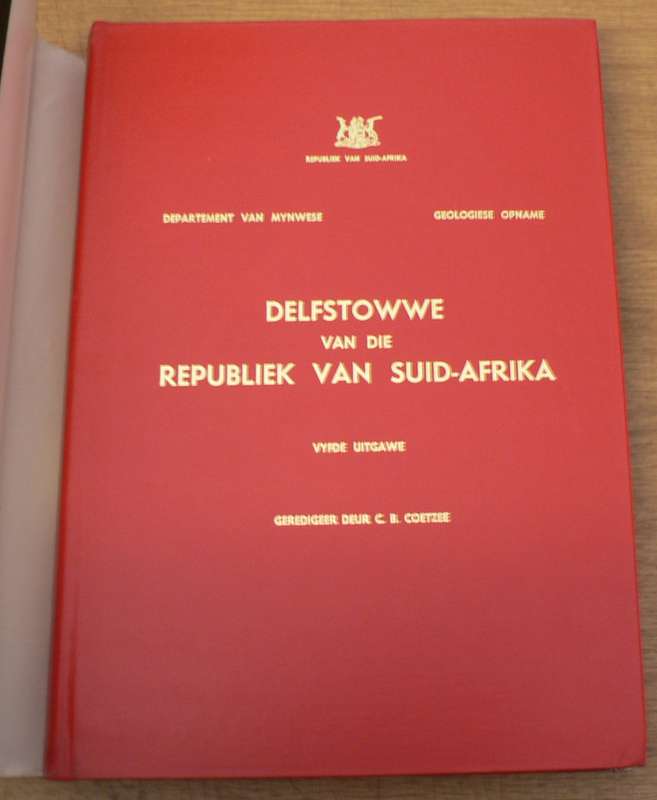 REPUBLIEK VAN SUID-AFRIKA
DEPARTEMENT VAN MYNWESE
GEOLOGIESE OPNAME
DELFSTOWWE
VAN DIE
REPUBLIEK VAN SUID-AFRIKA
VYFDE UITGAWE
GEREDIGEER DEUR C. B. COETZEE